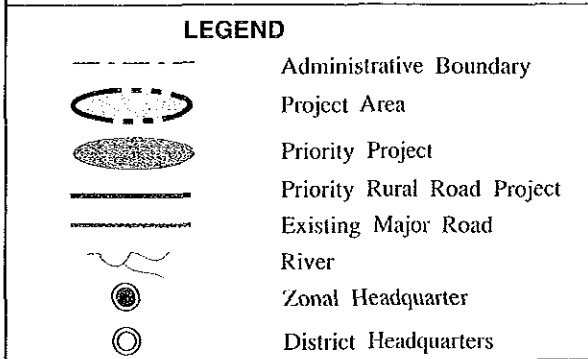 LEGEND
Administrative Boundary
Project Area
Priority Project
Priority Rural Road Project
Existing Major Road
River
Zonal Headquarter
District Headquarters